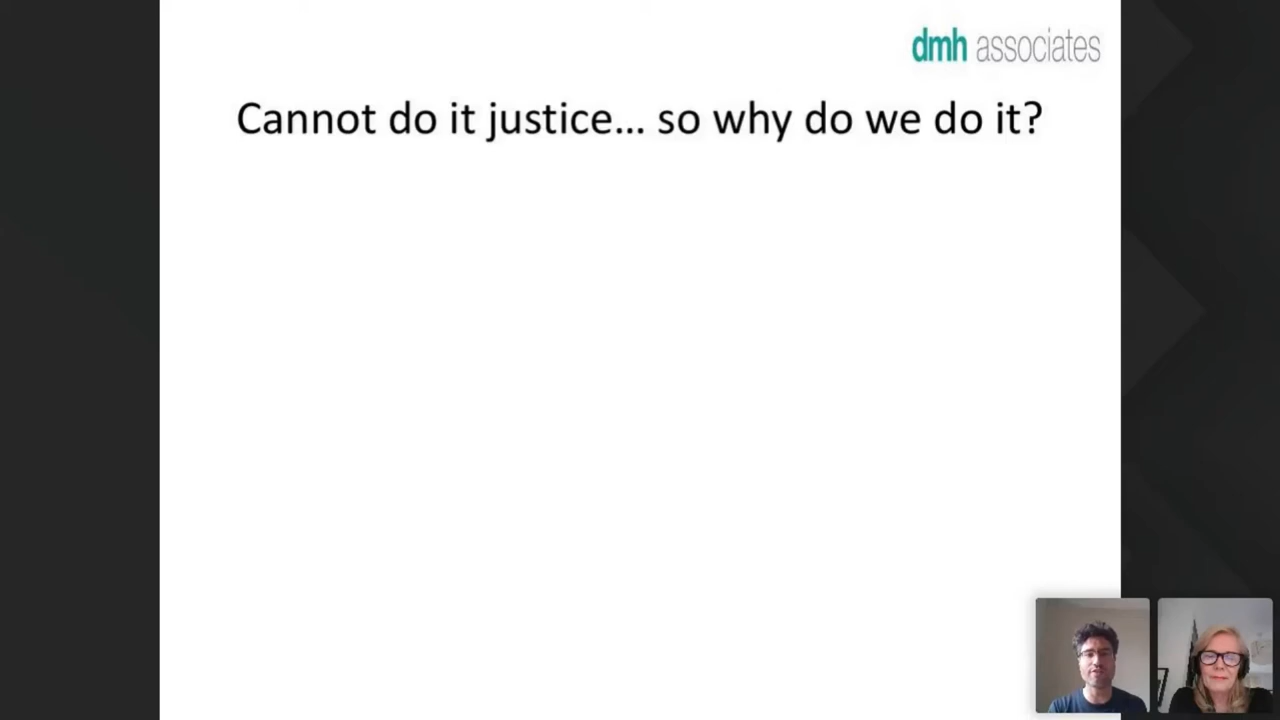 dmh associates
Cannot do it justice... so why do we do it?